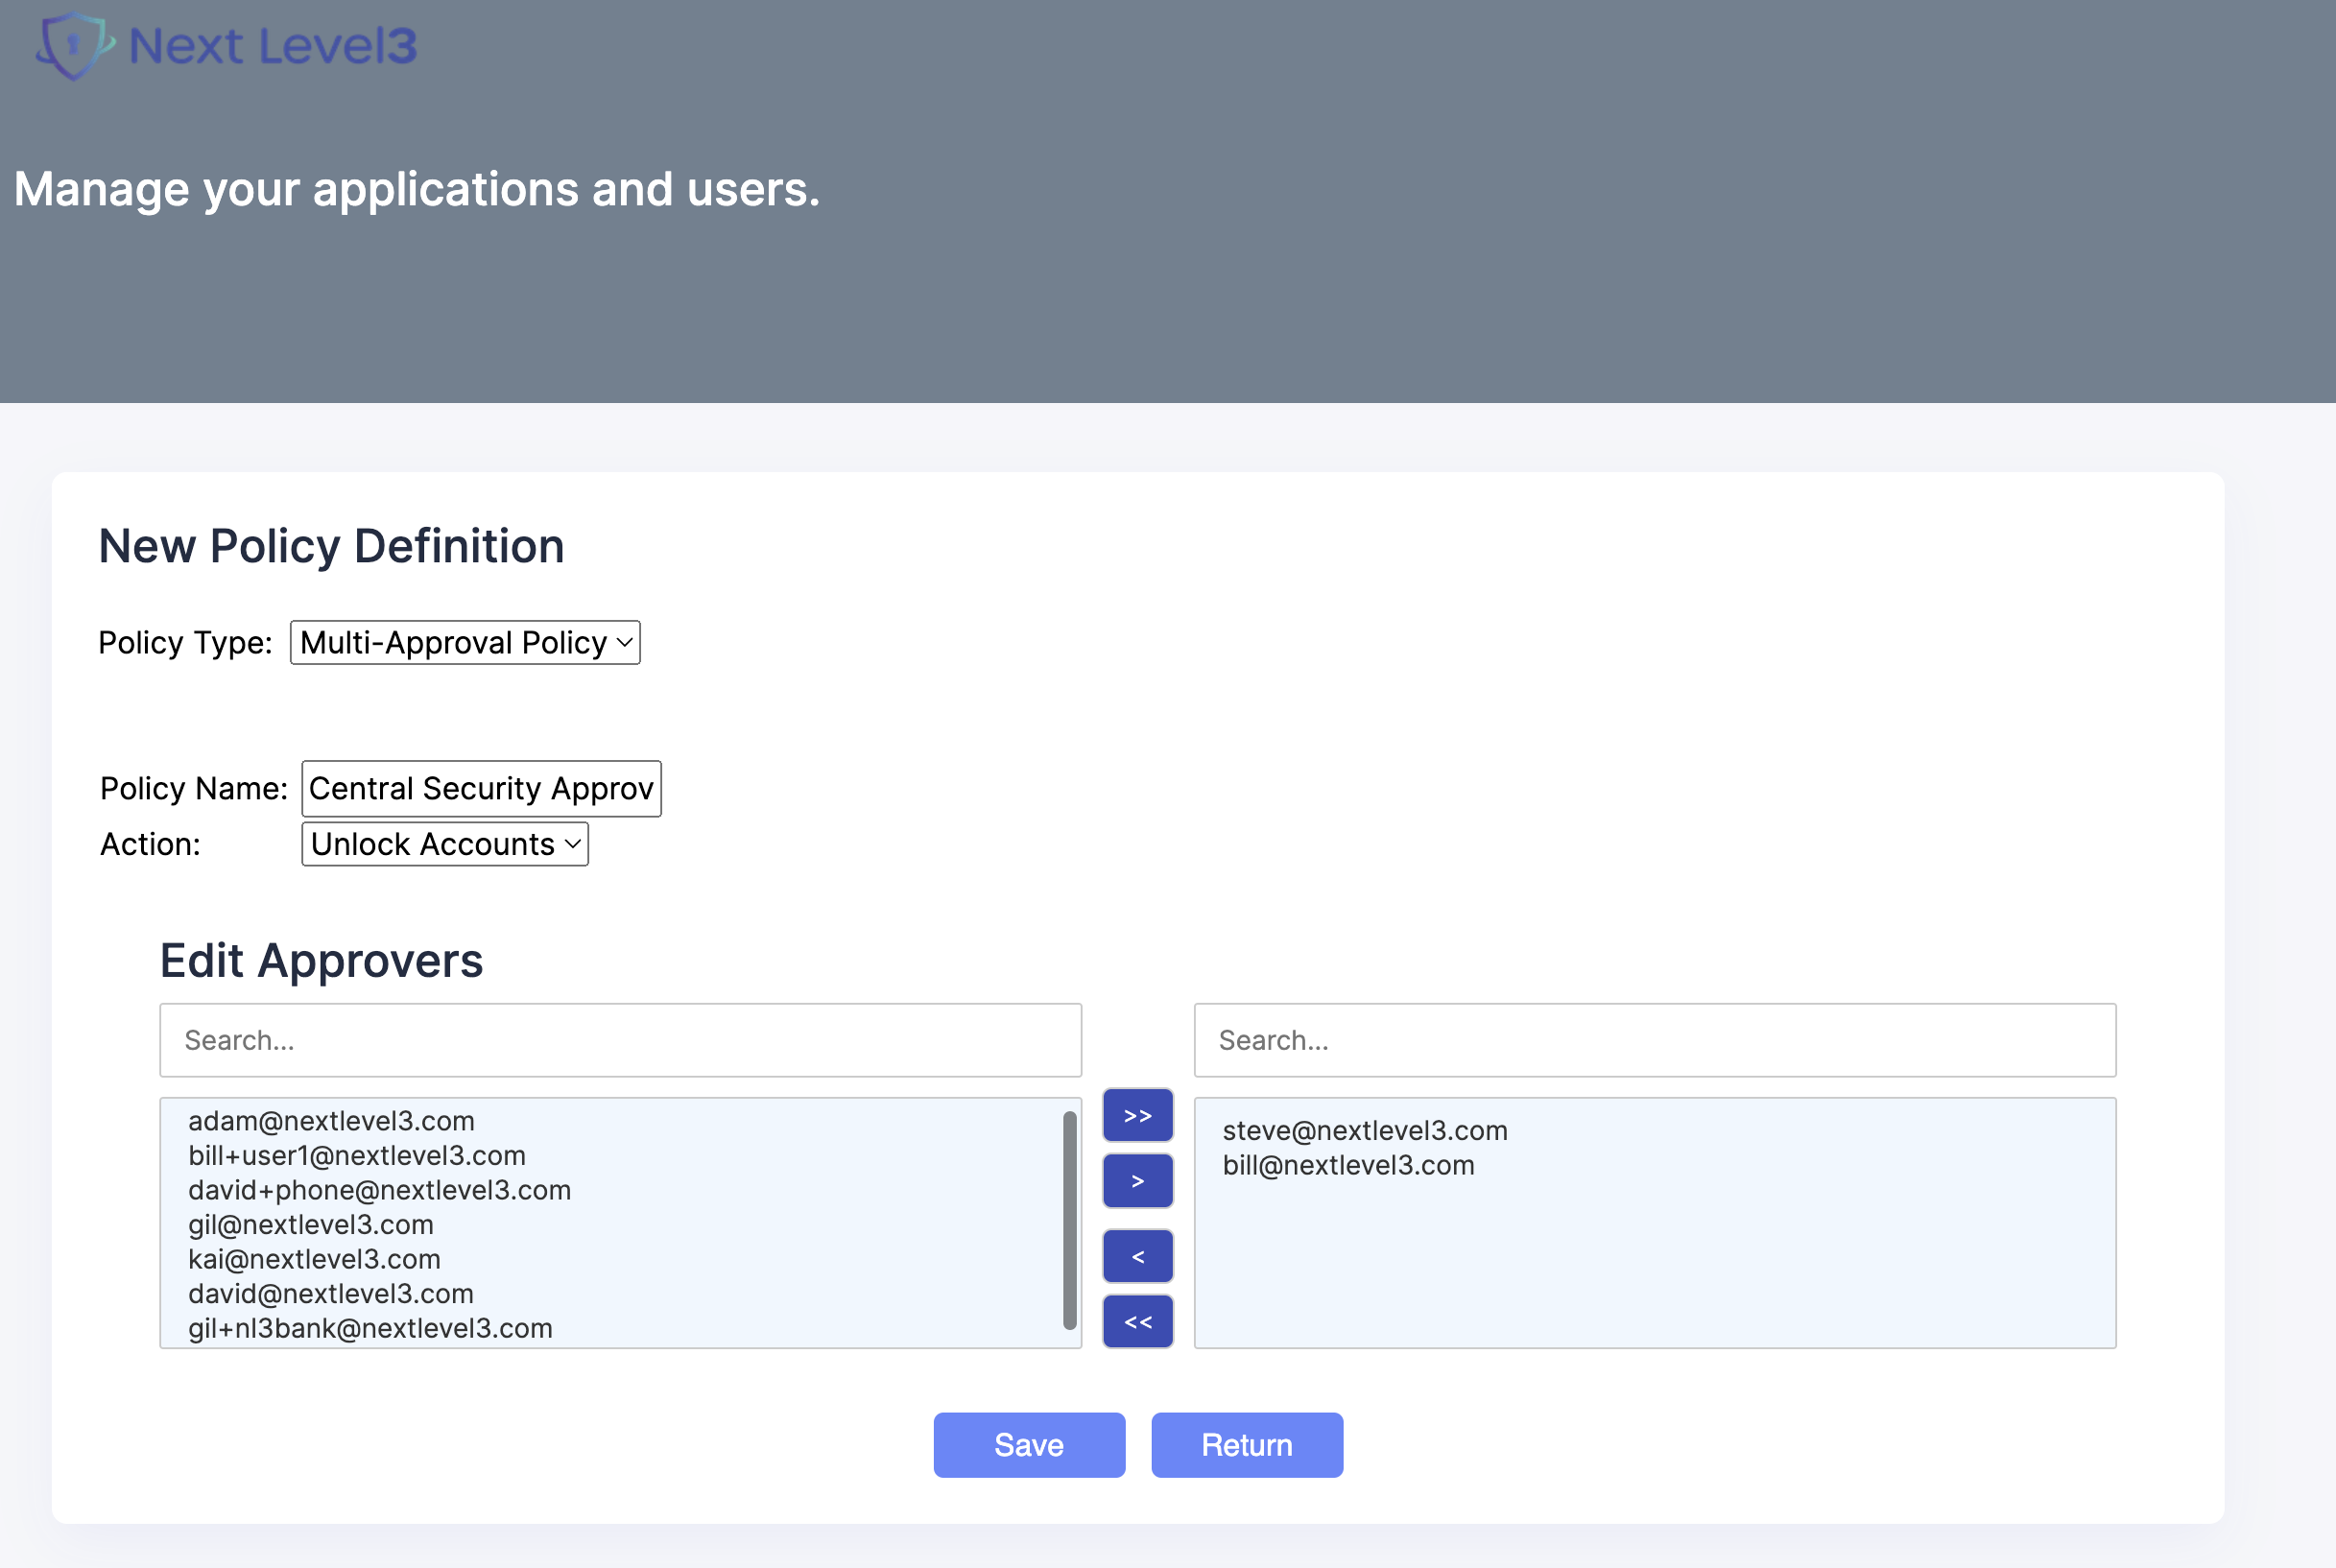 Next Level3
Manage your applications and users.
New Policy Definition
Policy Type: Multi-Approval Policy
Policy Name: Central Security Approv
Action: Unlock Accounts
Edit Approvers
Search...
adam@nextlevel3.com
bill+user1@nextlevel3.com
david+phone@nextlevel3.com
gil@nextlevel3.com
kai@nextlevel3.com
david@nextlevel3.com
gil+nl3bank@nextlevel3.com
>>
>
<
<<
Search...
steve@nextlevel3.com
bill@nextlevel3.com
Save
Return